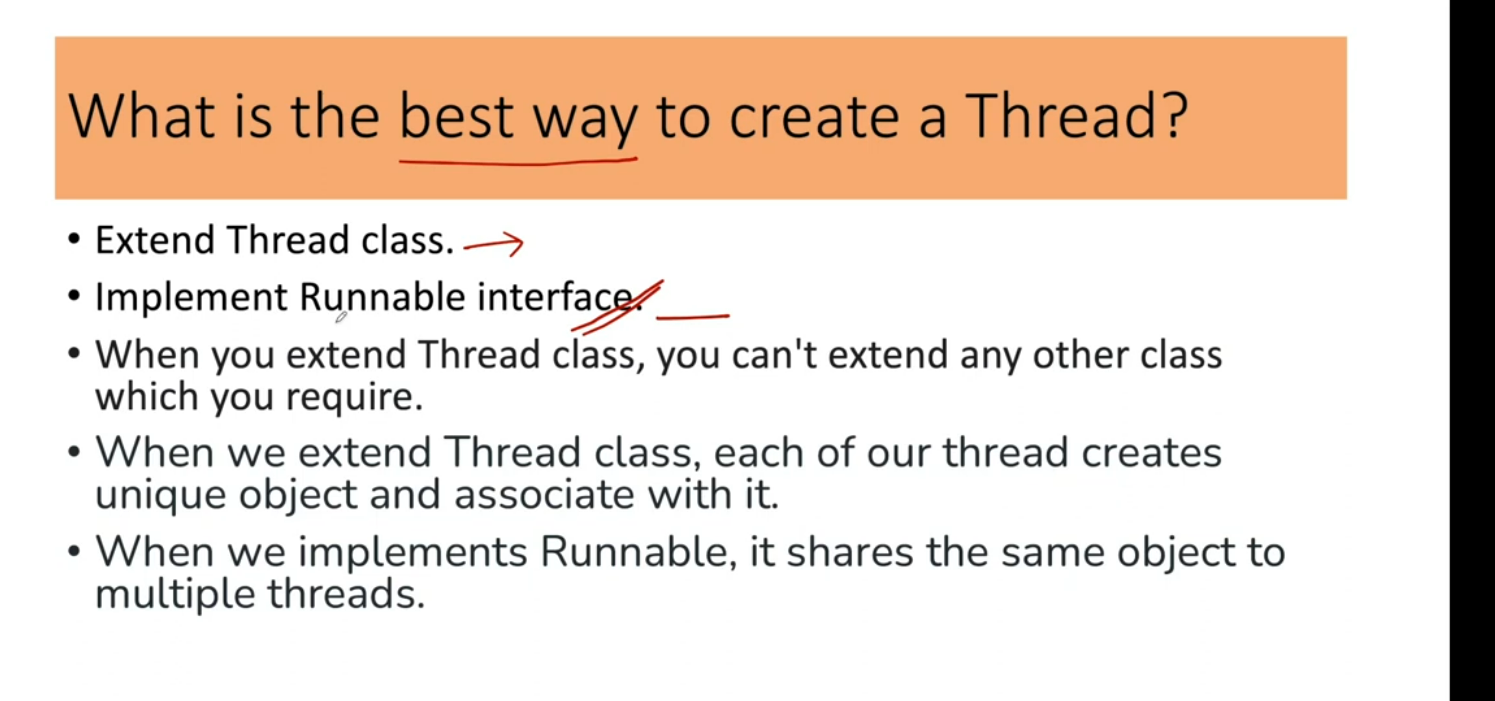 What is the best way to create a Thread?
• Extend Thread class.
• Implement Runnable interface.
• When you extend Thread class, you can't extend any other class
which you require.
• When we extend Thread class, each of our thread creates
unique object and associate with it.
• When we implements Runnable, it shares the same object to
multiple threads.